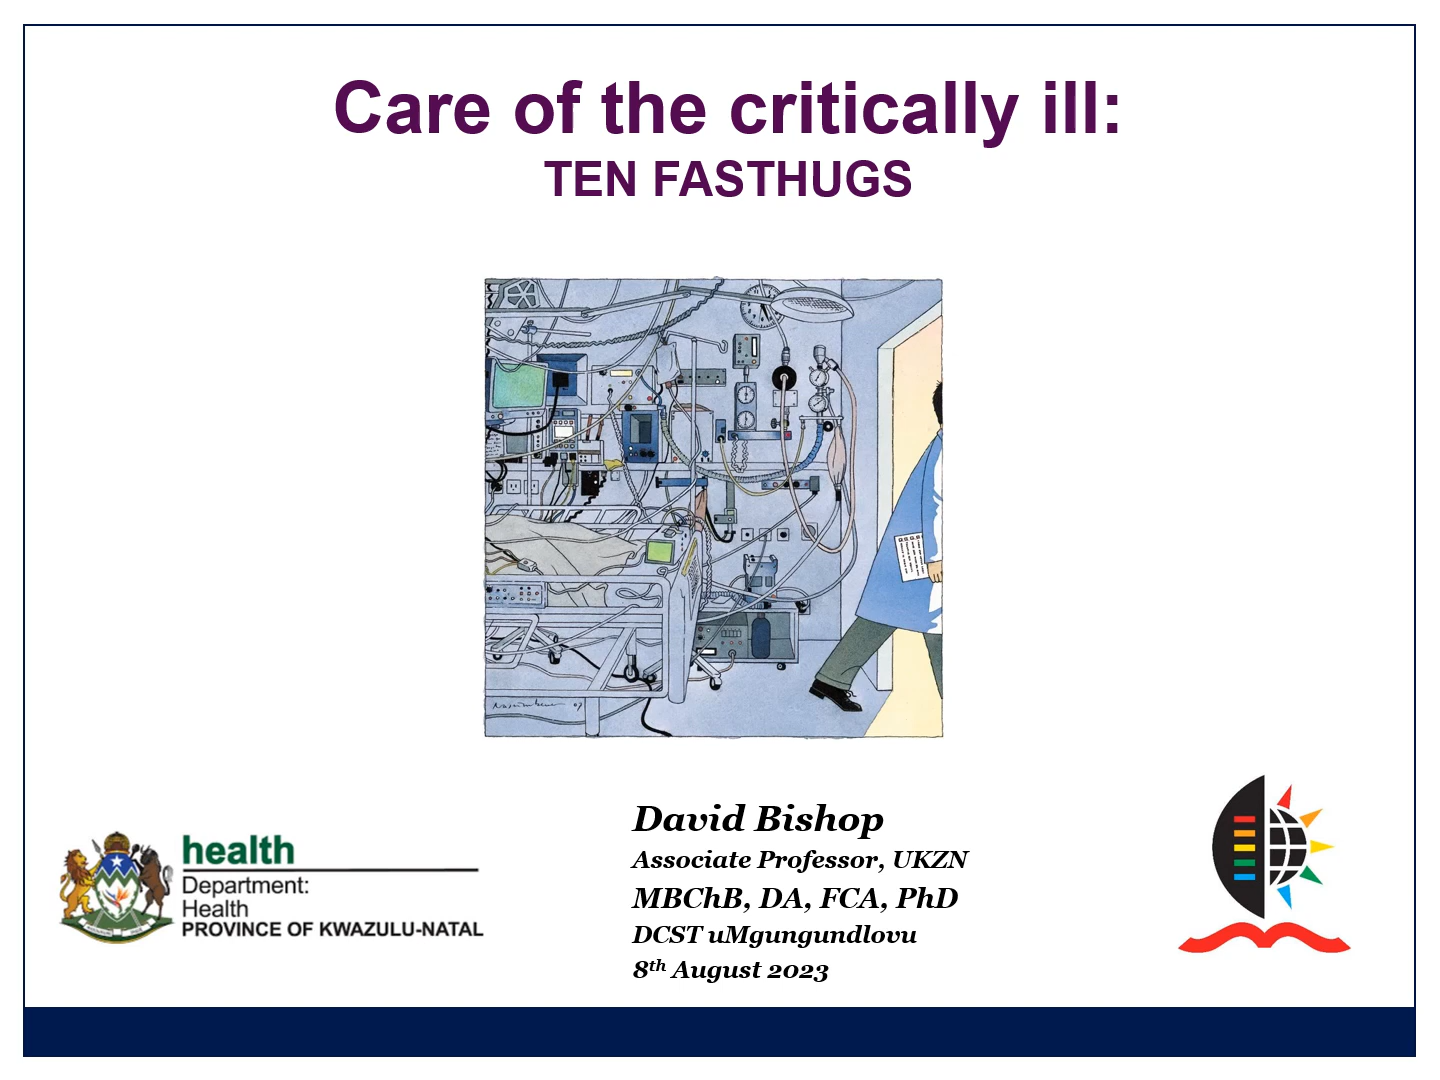 Care of the critically ill:
TEN FASTHUGS
health
Department:
Health
PROVINCE OF KWAZULU-NATAL
David Bishop
Associate Professor, UKZN
MBChB, DA, FCA, PhD
DCST uMgungundlovu
8th August 2023